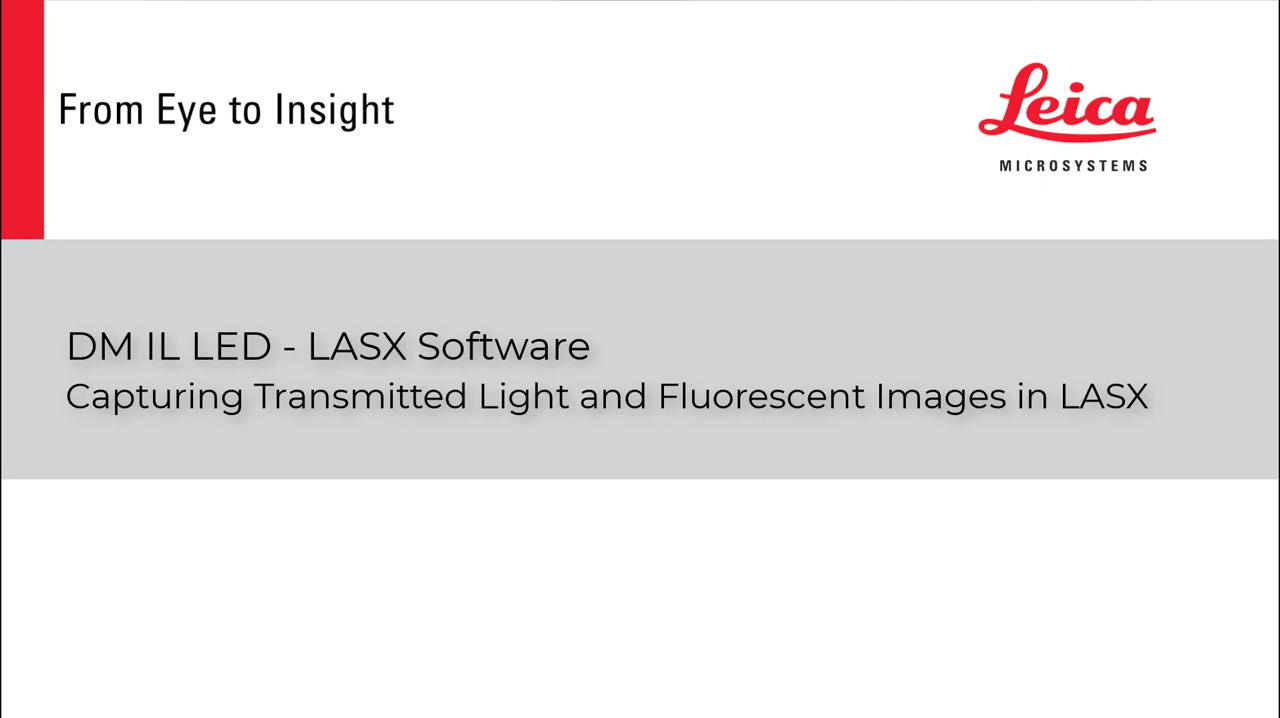 From Eye to Insight
Leica
MICROSYSTEMS
DM IL LED - LASX Software
Capturing Transmitted Light and Fluorescent Images in LASX